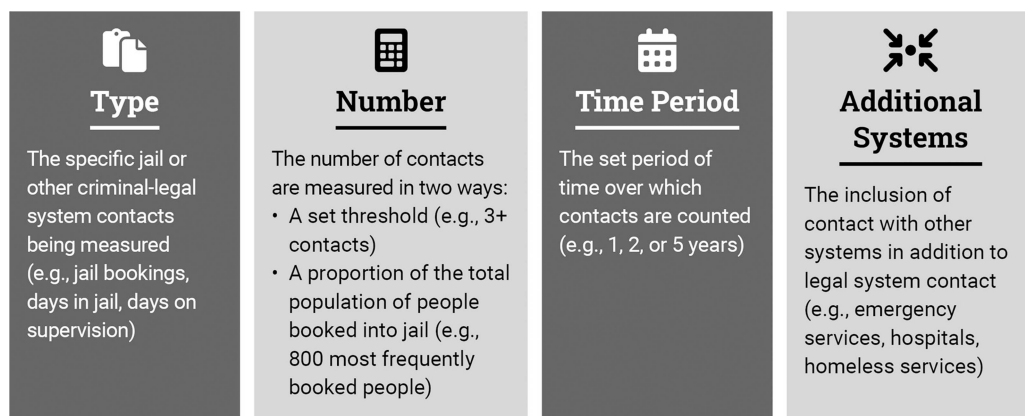 Type
The specific jail or
other criminal-legal
system contacts
being measured
(e.g., jail bookings,
days in jail, days on
supervision)
Number
The number of contacts
are measured in two ways:
• A set threshold (e.g., 3+
contacts)
• A proportion of the total
population of people
booked into jail (e.g.,
800 most frequently
booked people)
Time Period
The set period of
time over which
contacts are counted
(e.g., 1, 2, or 5 years)
Additional
Systems
The inclusion of
contact with other
systems in addition to
legal system contact
(e.g., emergency
services, hospitals,
homeless services)